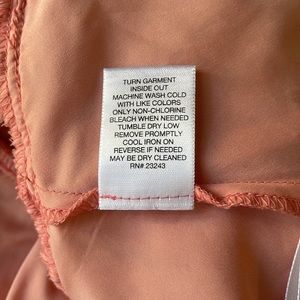 TURN GARMENT
INSIDE OUT
MACHINE WASH COLD
WITH LIKE COLORS
ONLY NON-CHLORINE
BLEACH WHEN NEEDED
TUMBLE DRY LOW
REMOVE PROMPTLY
COOL IRON ON
REVERSE IF NEEDED
MAY BE DRY CLEANED
RN# 23243